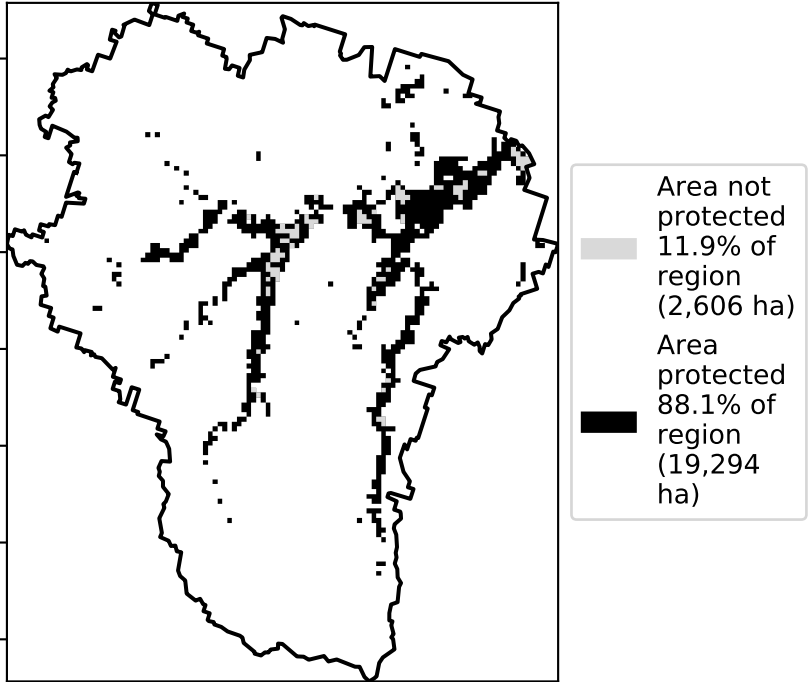 Area not
protected
11.9% of
region
(2,606 ha)
Area
protected
88.1% of
region
(19,294
ha)